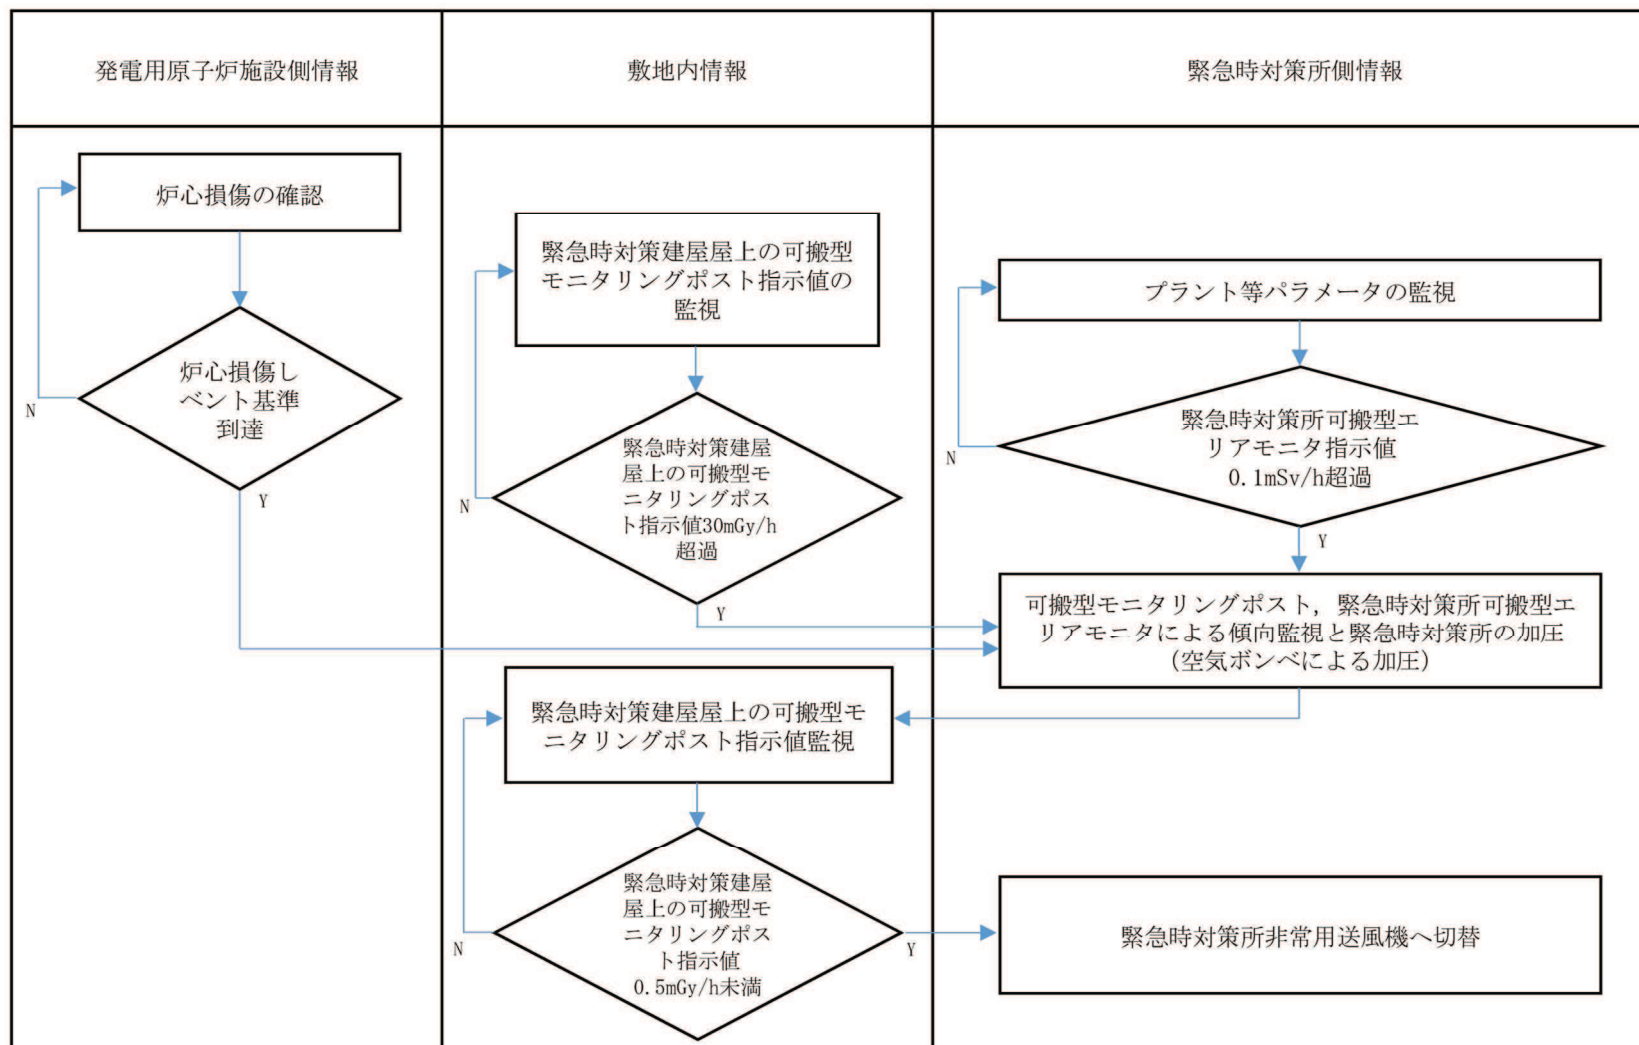 発電用原子炉施設側情報
敷地内情報
緊急時対策所側情報
炉心損傷の確認
炉心損傷し
ベント基準
到達
N
Y
緊急時対策建屋屋上の可搬型
モニタリングポスト指示値の
監視
緊急時対策建屋
屋上の可搬型モ
ニタリングポス
ト指示値30mGy/h
超過
N
Y
プラント等パラメータの監視
緊急時対策所可搬型エ
リアモニタ指示値
0.1mSv/h超過
N
Y
可搬型モニタリングポスト，緊急時対策所可搬型エ
リアモニタによる傾向監視と緊急時対策所の加圧
（空気ボンベによる加圧）
緊急時対策建屋屋上の可搬型モ
ニタリングポスト指示値監視
緊急時対策建屋
屋上の可搬型モ
ニタリングポス
ト指示値
0.5mGy/h未満
N
Y
緊急時対策所非常用送風機へ切替